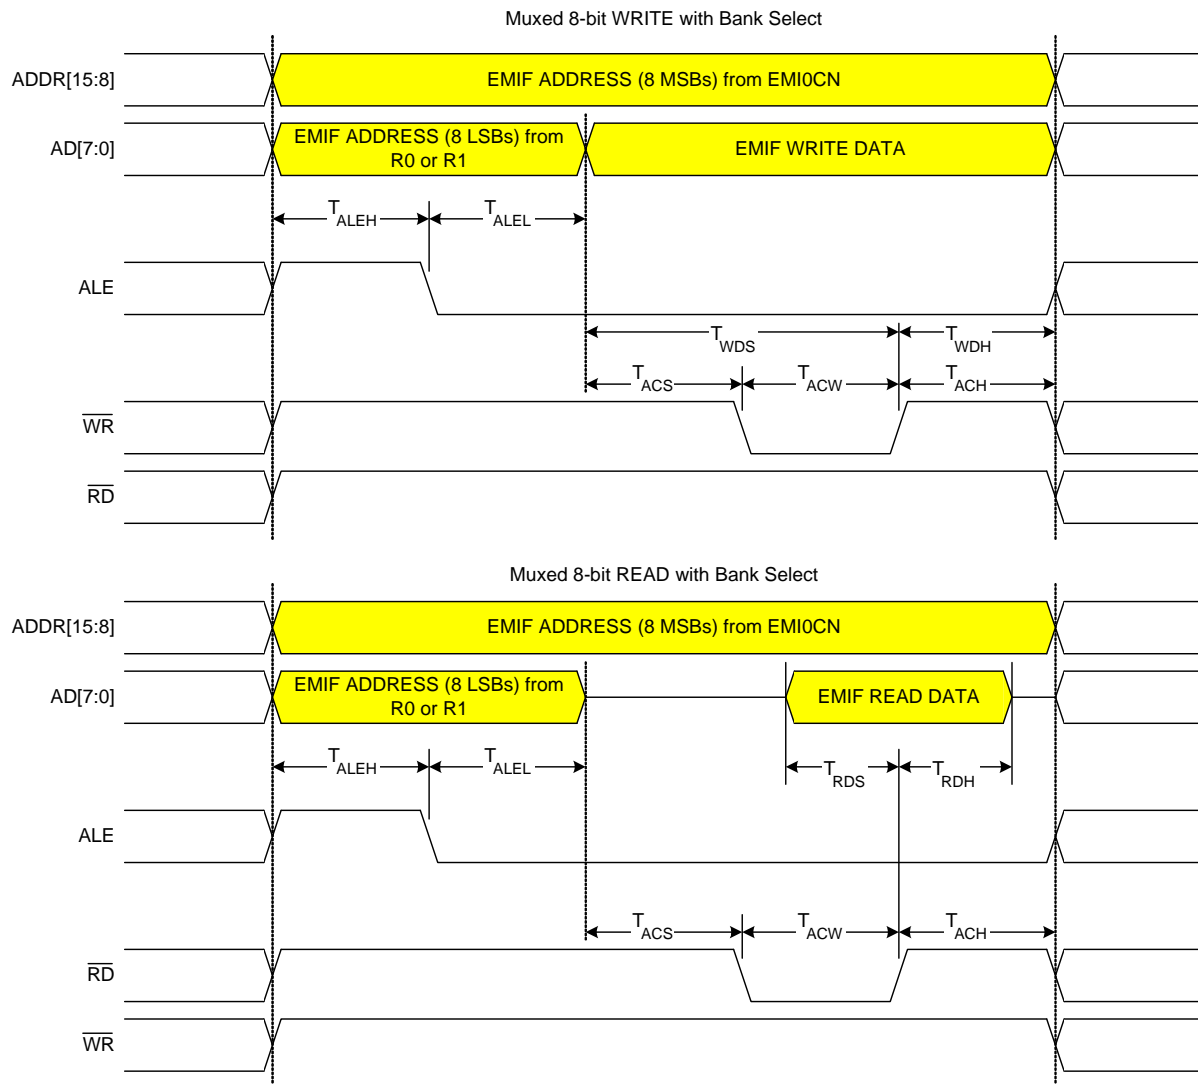 Muxed 8-bit WRITE with Bank Select
ADDR[15:8]
EMIF ADDRESS (8 MSBs) from EMI0CN
AD[7:0]
EMIF ADDRESS (8 LSBs) from
R0 or R1
EMIF WRITE DATA
TALEH
TALEL
ALE
TWDS
TWDH
TACS
TACW
TACH
WR
RD
Muxed 8-bit READ with Bank Select
ADDR[15:8]
EMIF ADDRESS (8 MSBs) from EMI0CN
AD[7:0]
EMIF ADDRESS (8 LSBs) from
R0 or R1
EMIF READ DATA
TALEH
TALEL
TRDS
TRDH
ALE
TACS
TACW
TACH
RD
WR